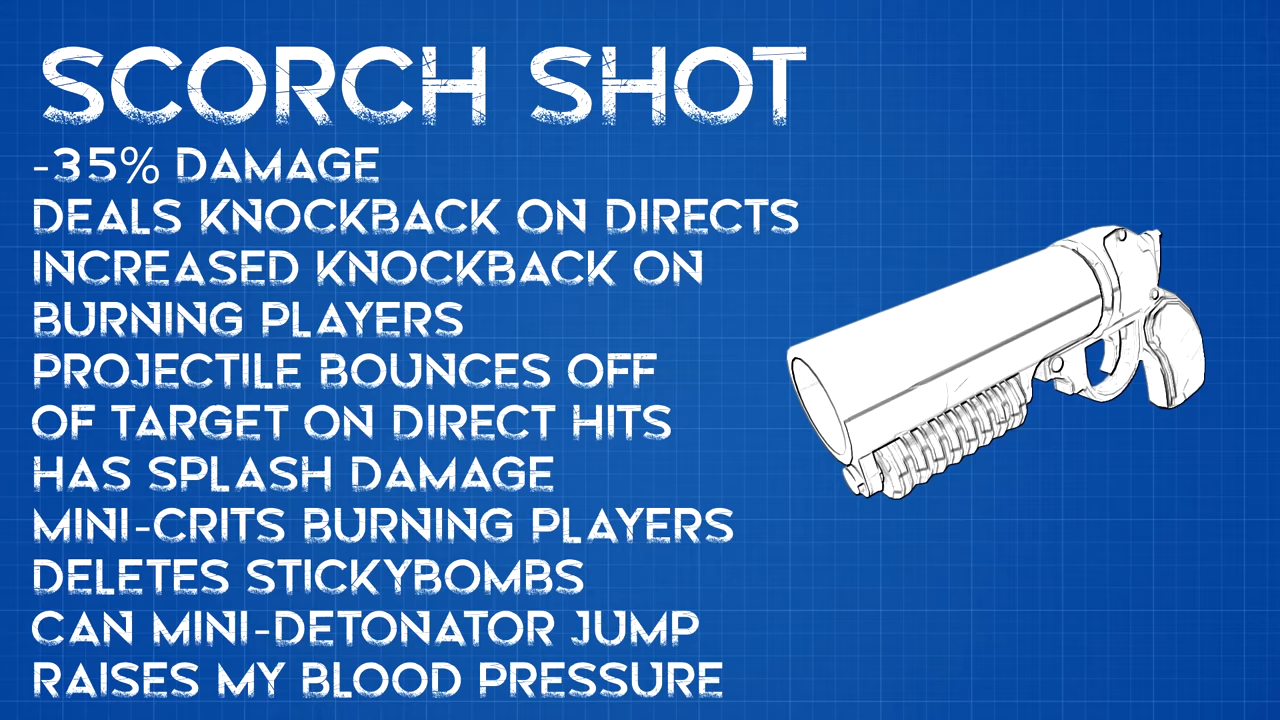 SCORCH SHOT
-35% DAMAGE
DEALS KNOCKBACK ON DIRECTS
INCREASED KNOCKBACK ON
BURNING PLAYERS
PROJECTILE BOUNCES OFF
OF TARGET ON DIRECT HITS
HAS SPLASH DAMAGE
MINI-CRITS BURNING PLAYERS
DELETES STICKYBOMBS
CAN MINI-DETONATOR JUMP
RAISES MY BLOOD PRESSURE